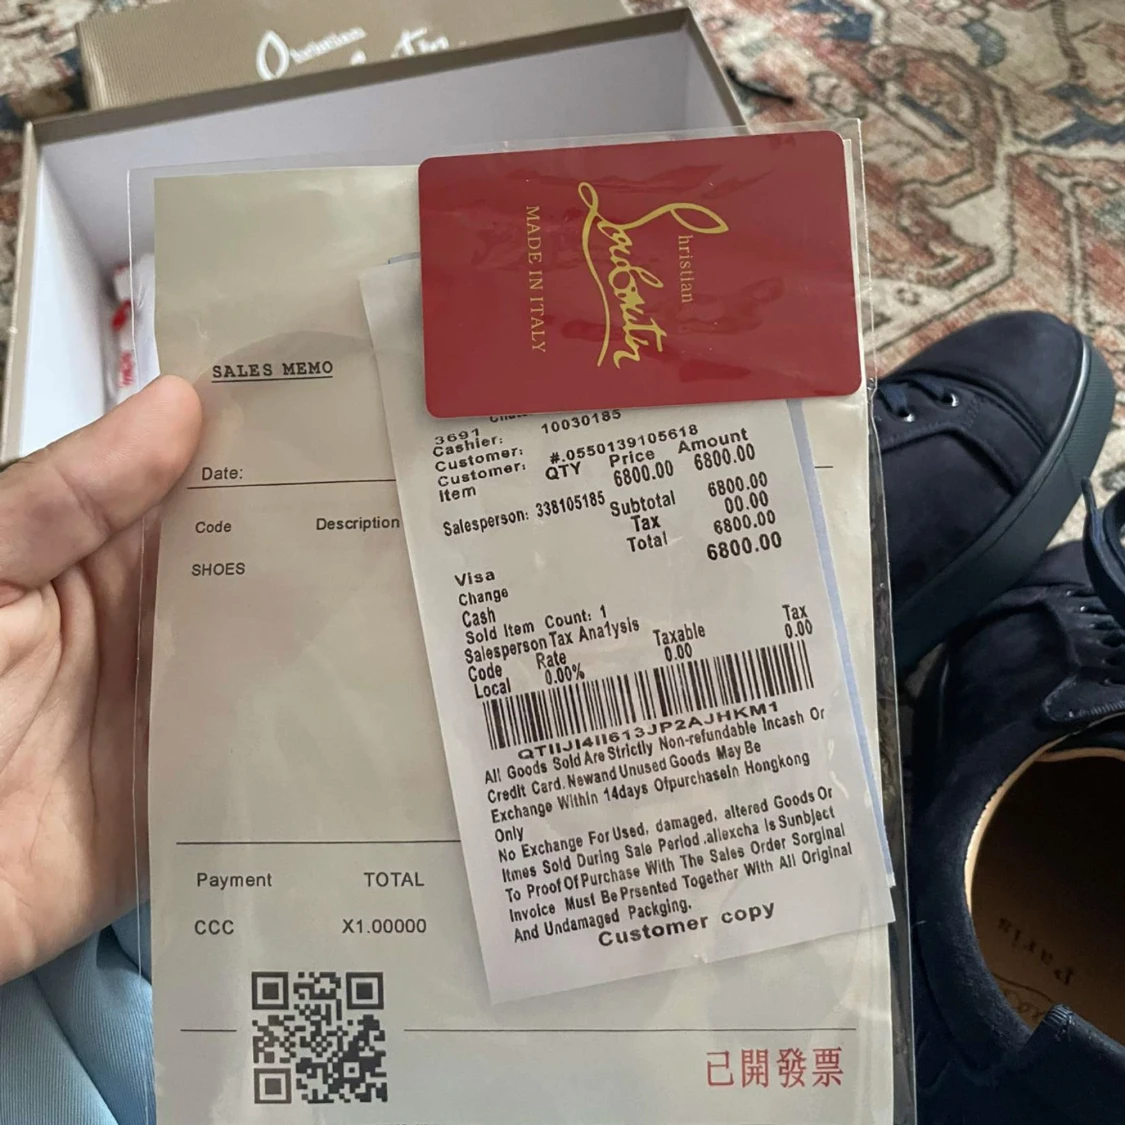 Christian
Christian
Louboutin
MADE IN ITALY
SALES MEMO
Date:
Code Description
SHOES
Payment TOTAL
CCC X1.00000
已開發票
3691
Cashier: 10030185
Customer:
Customer: #.0550139105618
Item QTY Price Amount
6800.00 6800.00
Salesperson: 338105185
Subtotal 6800.00
Tax 00.00
Total 6800.00
6800.00
Visa
Change
Cash
Sold Item Count: 1
Salesperson Tax Ana1ysis
Code Rate Taxable Tax
Local 0.00% 0.00 0.00
QTIIJI4II613JP2AJHKM1
All Goods Sold Are Strictly Non-refundable Incash Or
Credlt Card. Newand Unused Goods May Be
Exchange Within 14days OfpurchaseIn Hongkong
Only
No Exchange For Used, damaged, altered Goods Or
Itmes Sold During Sale Period .allexcha Is Sunbject
To Proof Of Purchase With The Sales Order Sorginal
Invoice Must Be Prsented Together With All Original
And Undamaged Packging.
Customer copy
Paris